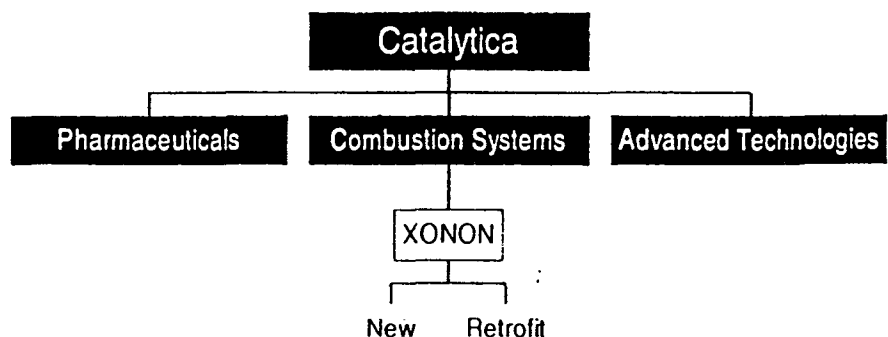 Catalytica
Pharmaceuticals Combustion Systems Advanced Technologies
XONON
New Retrofit